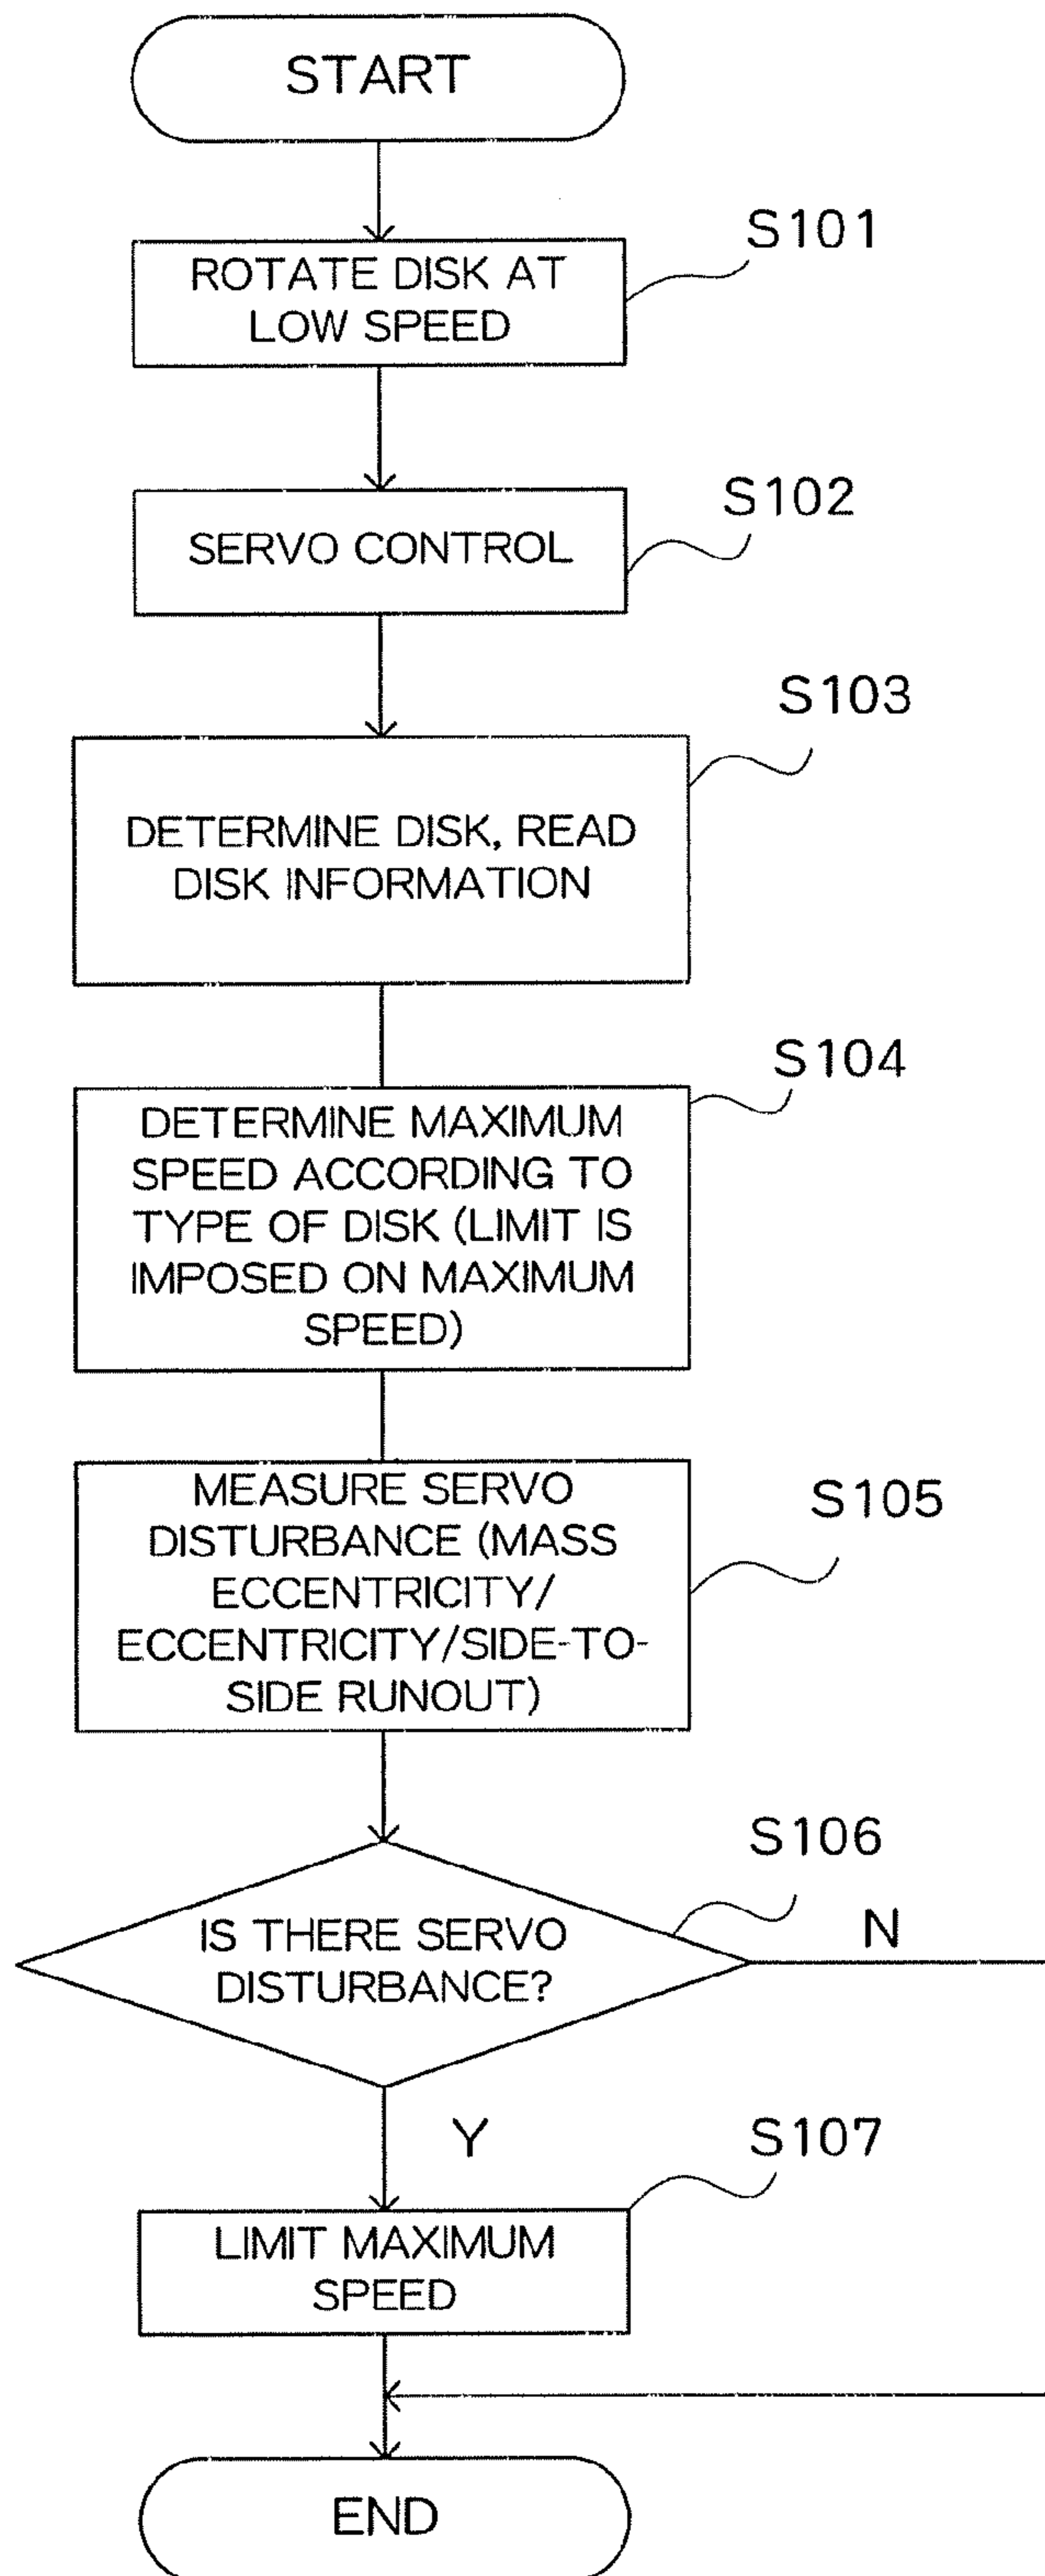 START
S101
ROTATE DISK AT
LOW SPEED
S102
SERVO CONTROL
S103
DETERMINE DISK, READ
DISK INFORMATION
S104
DETERMINE MAXIMUM
SPEED ACCORDING TO
TYPE OF DISK (LIMIT IS
IMPOSED ON MAXIMUM
SPEED)
S105
MEASURE SERVO
DISTURBANCE (MASS
ECCENTRICITY/
ECCENTRICITY/SIDE-TO-
SIDE RUNOUT)
S106
IS THERE SERVO
DISTURBANCE?
N
Y
S107
LIMIT MAXIMUM
SPEED
END